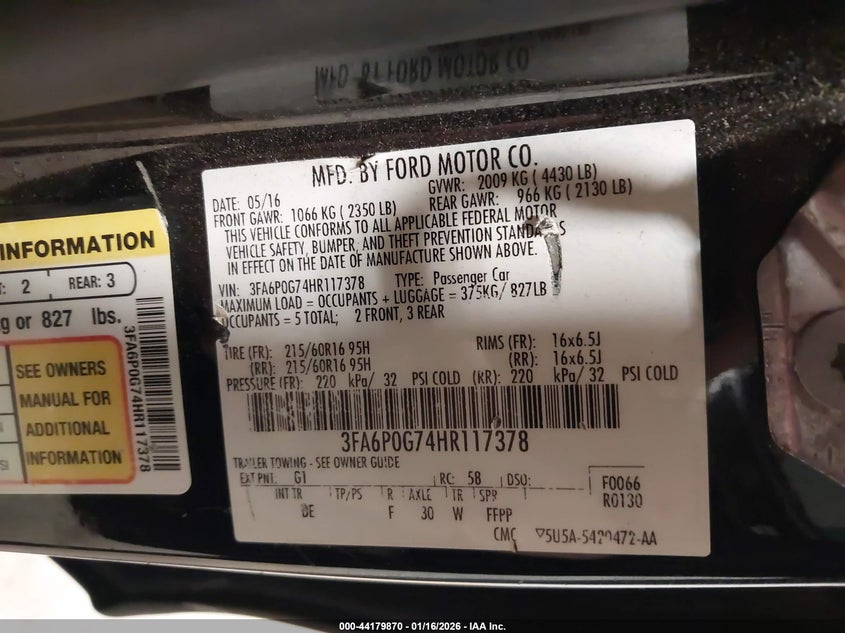 MFD. BY FORD MOTOR CO.
MFD. BY FORD MOTOR CO.
DATE: 05/16 GVWR: 2009 KG ( 4430 LB)
FRONT GAWR: 1066 KG ( 2350 LB) REAR GAWR: 966 KG ( 2130 LB)
THIS VEHICLE CONFORMS TO ALL APPLICABLE FEDERAL MOTOR
VEHICLE SAFETY, BUMPER, AND THEFT PREVENTION STANDARDS
IN EFFECT ON THE DATE OF MANUFACTURE SHOWN ABOVE.
VIN: 3FA6P0G74HR117378 TYPE: Passenger Car
MAXIMUM LOAD = OCCUPANTS + LUGGAGE = 375KG/ 827LB
OCCUPANTS = 5 TOTAL; 2 FRONT, 3 REAR
TIRE (FR): 215/60R16 95H RIMS (FR): 16x6.5J
(RR): 215/60R16 95H (RR): 16x6.5J
PRESSURE (FR): 220 kPa/ 32 PSI COLD (RR): 220 kPa/ 32 PSI COLD
3FA6P0G74HR117378
TRAILER TOWING - SEE OWNER GUIDE
EXT PNT: G1 RC: 58 DSO: F0066
INT TR TP/PS R AXLE TR SPR R0130
DE F 30 W FFPP
CMC ▽5U5A-5420472-AA
INFORMATION
: 2 REAR: 3
g or 827 lbs.
SEE OWNERS
MANUAL FOR
ADDITIONAL
INFORMATION
SI
3FA6P0G74HR117378
000-44179870 - 01/16/2026 - IAA Inc.